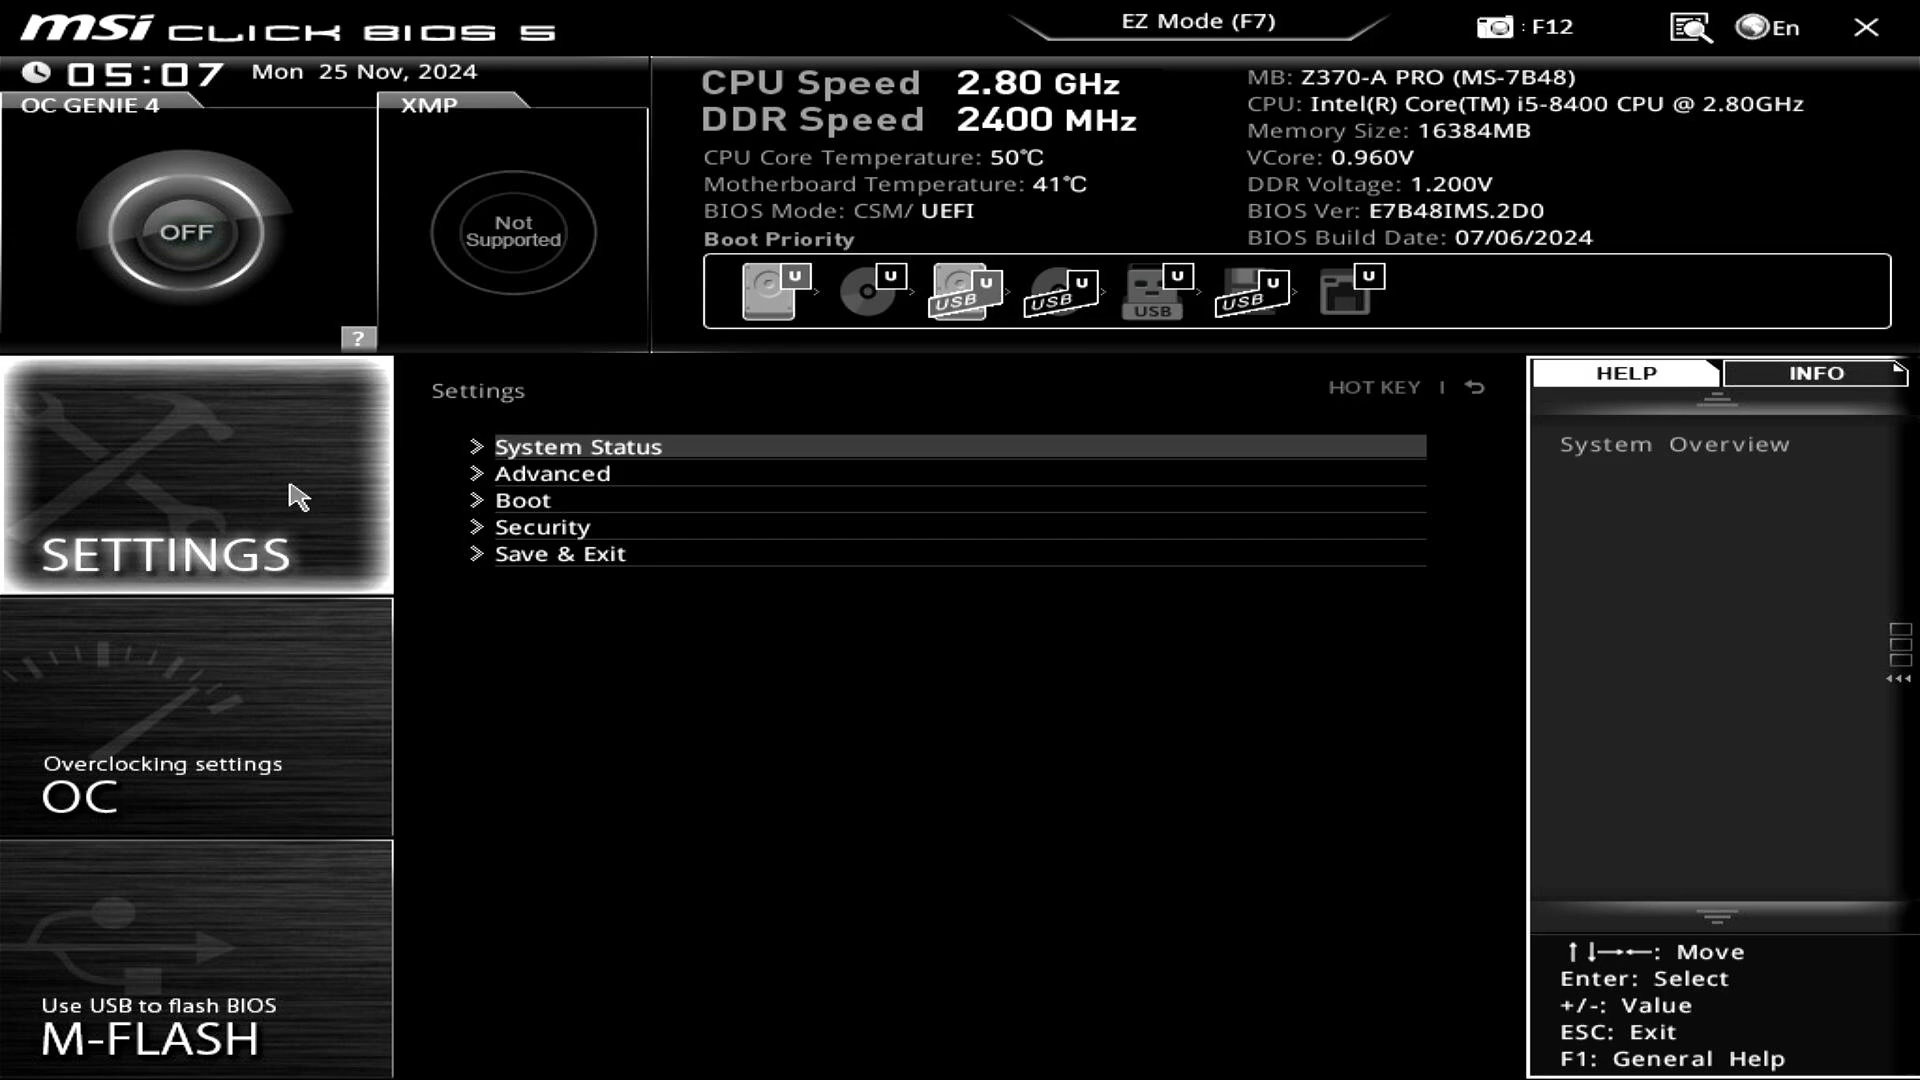 msi CLICK BIOS 5
EZ Mode (F7)
: F12
En
05:07 Mon 25 Nov, 2024
OC GENIE 4
XMP
OFF
Not
Supported
?
CPU Speed 2.80 GHz
DDR Speed 2400 MHz
CPU Core Temperature: 50℃
Motherboard Temperature: 41℃
BIOS Mode: CSM/ UEFI
Boot Priority
MB: Z370-A PRO (MS-7B48)
CPU: Intel(R) Core(TM) i5-8400 CPU @ 2.80GHz
Memory Size: 16384MB
VCore: 0.960V
DDR Voltage: 1.200V
BIOS Ver: E7B48IMS.2D0
BIOS Build Date: 07/06/2024
U U USB U USB U USB U USB U U
SETTINGS
Overclocking settings
OC
Use USB to flash BIOS
M-FLASH
Settings
HOT KEY |
System Status
Advanced
Boot
Security
Save & Exit
HELP
INFO
System Overview
↑↓→←: Move
Enter: Select
+/-: Value
ESC: Exit
F1: General Help